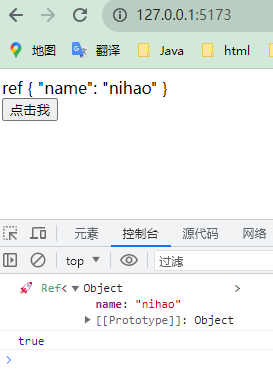 127.0.0.1:5173
地图 翻译 Java html
ref { "name": "nihao" }
点击我
元素 控制台 源代码 网络
top 过滤
Ref< Object >
name: "nihao"
[[Prototype]]: Object
true